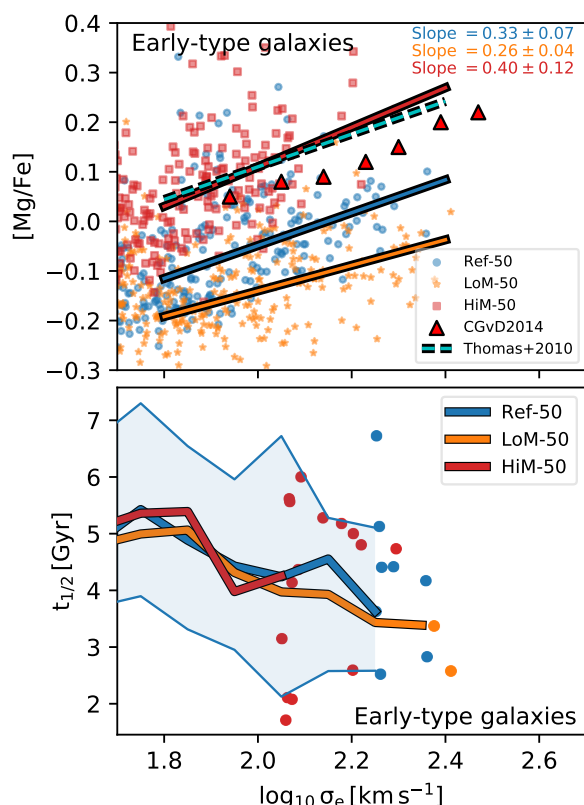 Early-type galaxies
Slope = 0.33 ± 0.07
Slope = 0.26 ± 0.04
Slope = 0.40 ± 0.12
0.4
0.3
0.2
0.1
0.0
−0.1
−0.2
−0.3
[Mg/Fe]
Ref-50
LoM-50
HiM-50
CGvD2014
Thomas+2010
7
6
5
4
3
2
t1/2 [Gyr]
Ref-50
LoM-50
HiM-50
Early-type galaxies
1.8
2.0
2.2
2.4
2.6
log10 σe [km s−1]